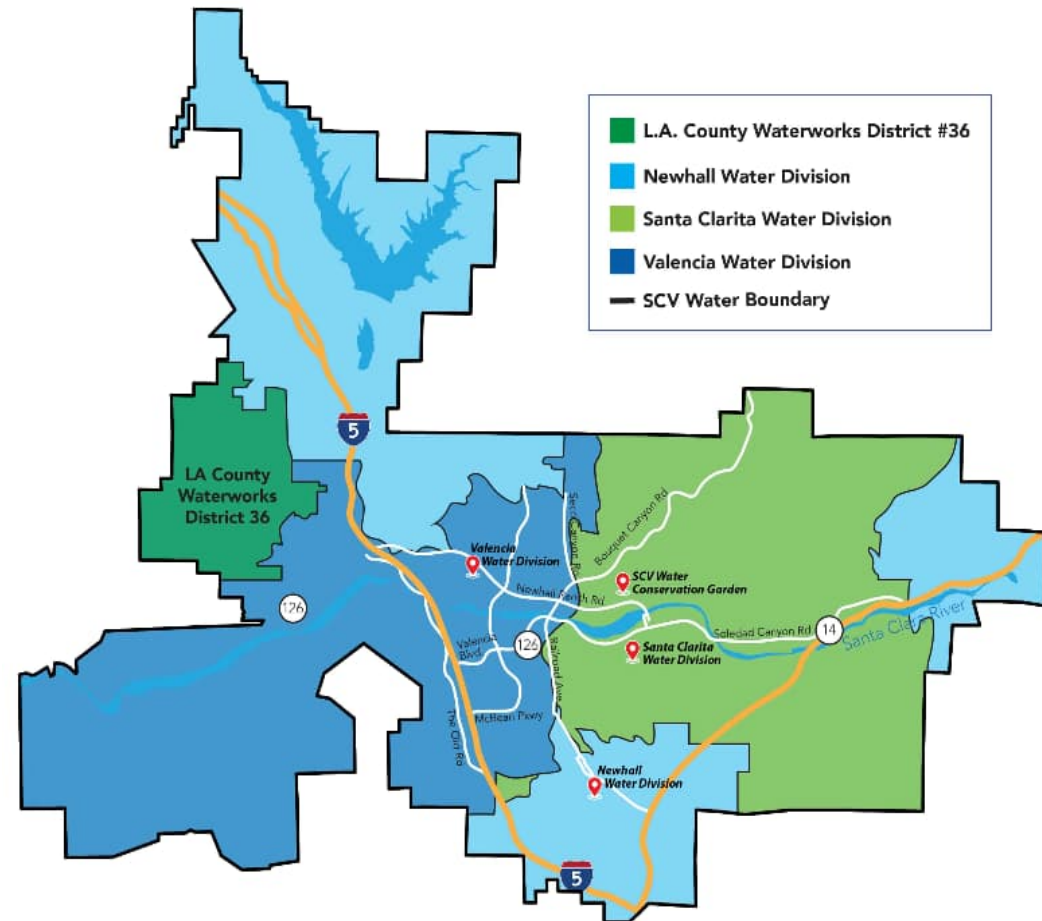 L.A. County Waterworks District #36
Newhall Water Division
Santa Clarita Water Division
Valencia Water Division
SCV Water Boundary
5
LA County
Waterworks
District 36
Bouquet Canyon Rd
Seco Canyon Rd
Valencia
Water Division
SCV Water
Conservation Garden
Newhall Ranch Rd
126
126
14
Soledad Canyon Rd
Santa Clara River
Valencia
Blvd
Santa Clarita
Water Division
Railroad Ave
McBean Pkwy
The Old Rd
Newhall
Water Division
5